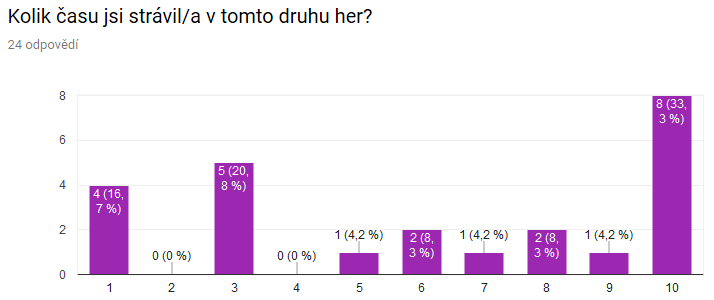 Kolik času jsi strávil/a v tomto druhu her?
24 odpovědí
8
6
4
2
0
4 (16,
7 %)
0 (0 %)
5 (20,
8 %)
0 (0 %)
1 (4,2 %)
2 (8,
3 %)
1 (4,2 %)
2 (8,
3 %)
1 (4,2 %)
8 (33,
3 %)
1 2 3 4 5 6 7 8 9 10